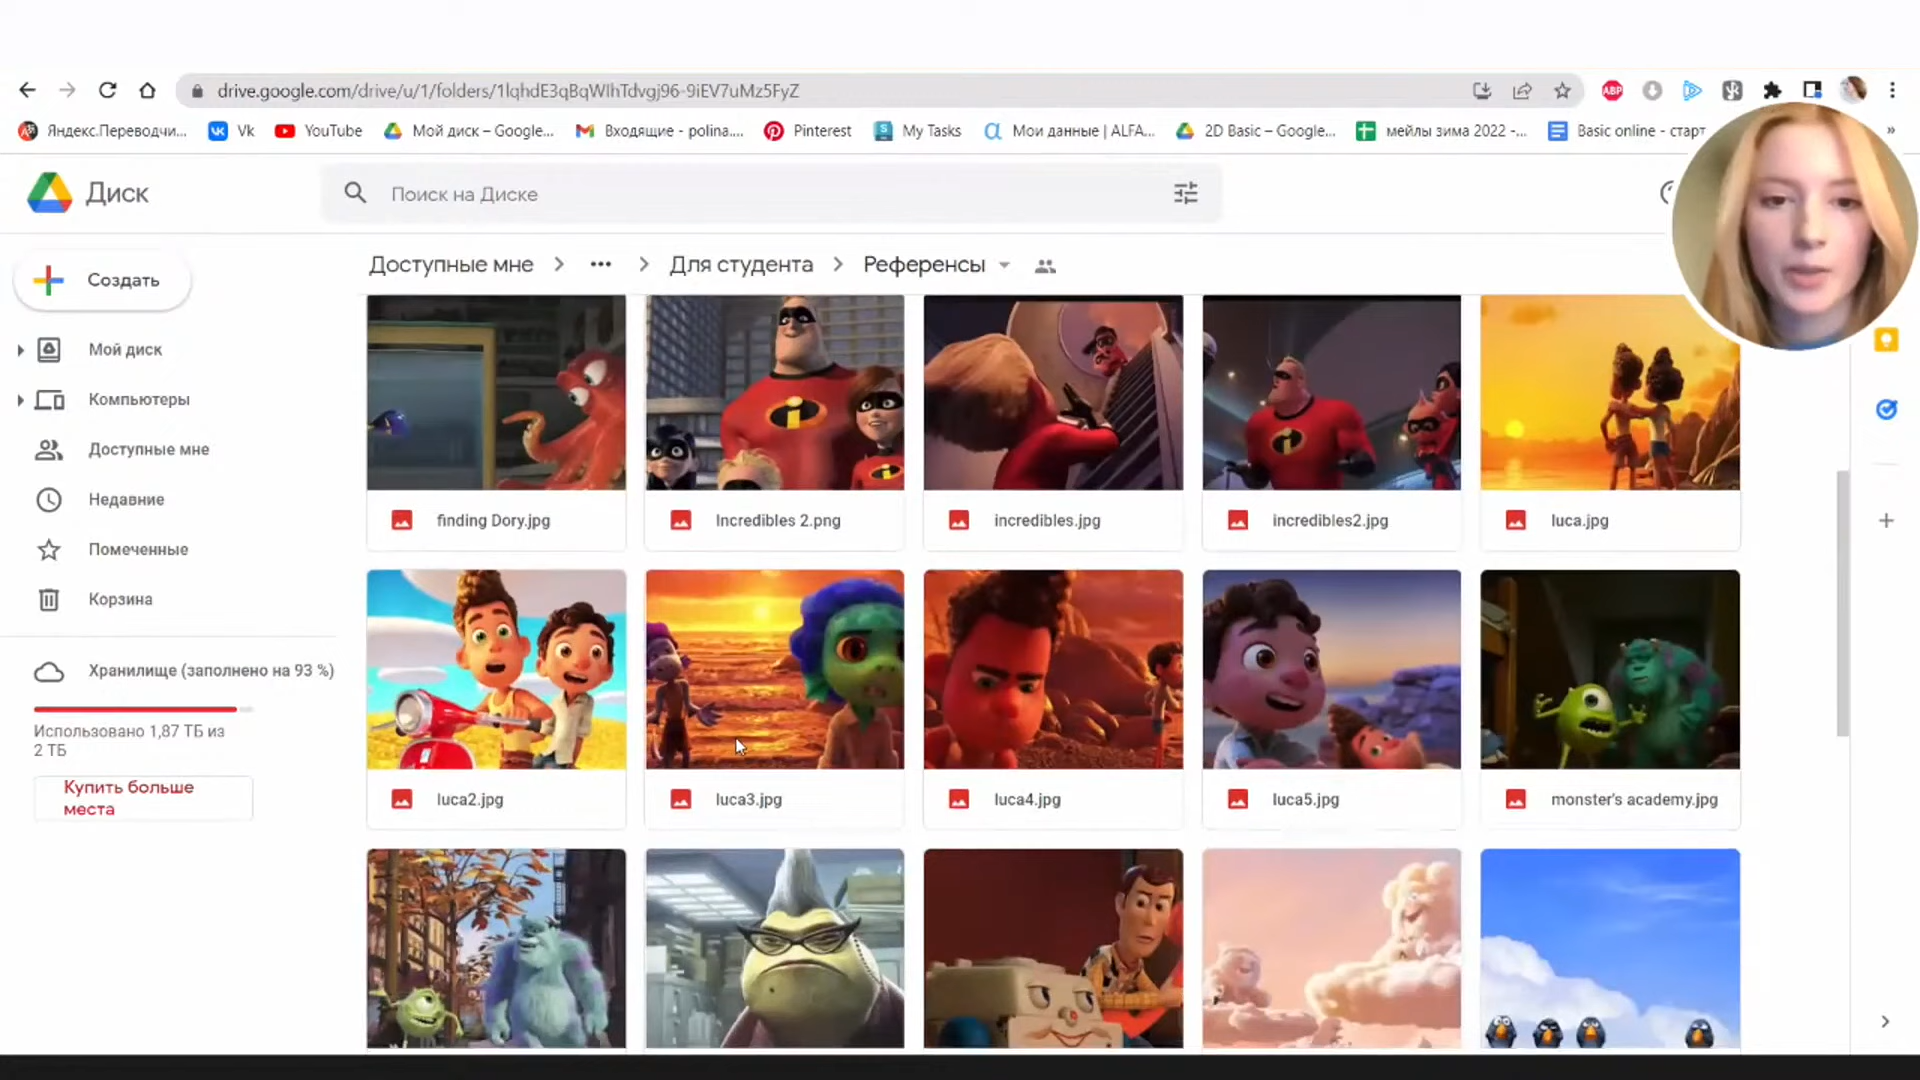 drive.google.com/drive/u/1/folders/1lqhdE3qBqWIhTdvgj96-9iEV7uMz5FyZ
ABP
Яндекс.Переводчи...
Vk
YouTube
Мой диск – Google...
Входящие - polina....
Pinterest
My Tasks
Мои данные | ALFA...
2D Basic – Google...
мейлы зима 2022 -...
Basic online - старт
»
Диск
Поиск на Диске
Создать
Доступные мне
Для студента
Референсы
Мой диск
Компьютеры
Доступные мне
Недавние
Помеченные
Корзина
Хранилище (заполнено на 93 %)
Использовано 1,87 ТБ из
2 ТБ
Купить больше
места
finding Dory.jpg
Incredibles 2.png
incredibles.jpg
incredibles2.jpg
luca.jpg
luca2.jpg
luca3.jpg
luca4.jpg
luca5.jpg
monster's academy.jpg